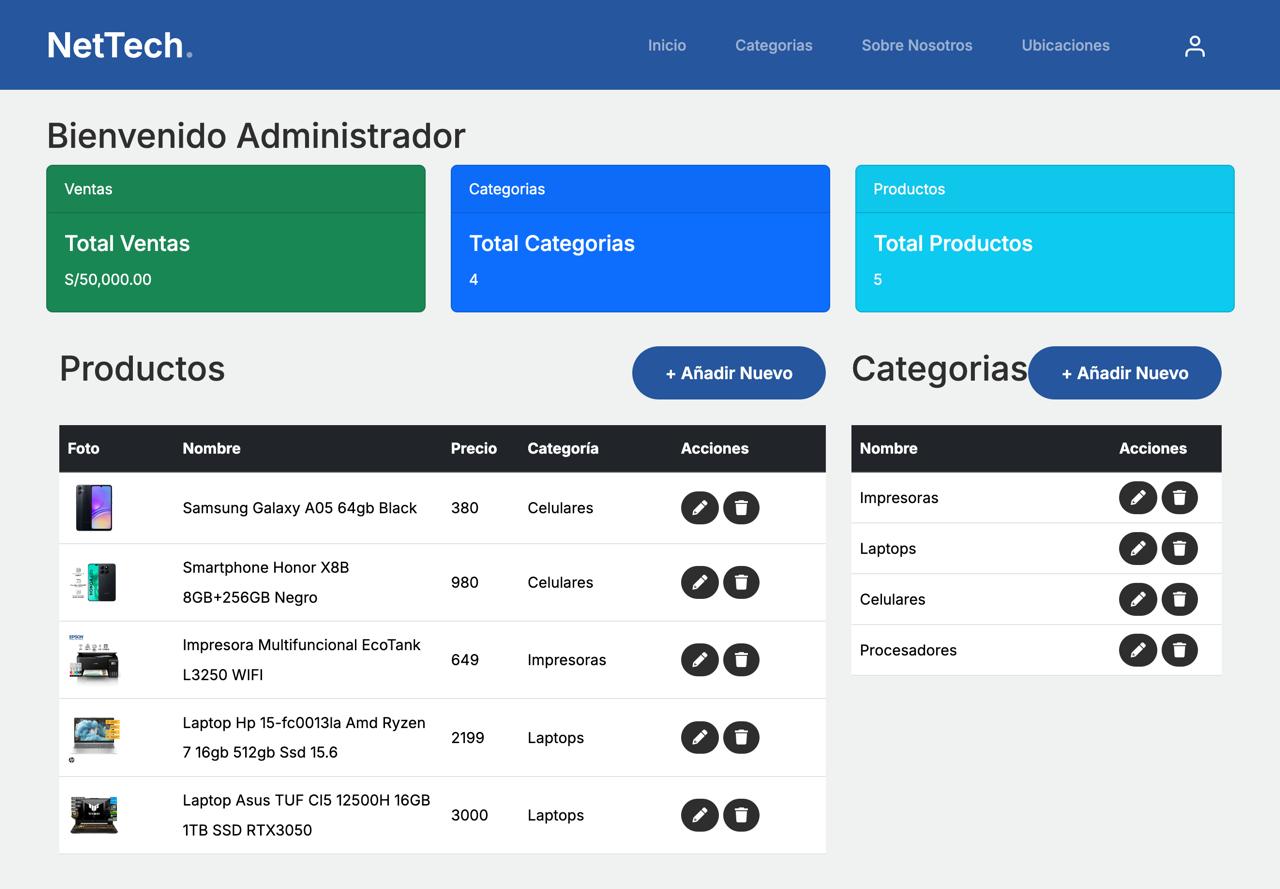 NetTech.
Inicio
Categorias
Sobre Nosotros
Ubicaciones
Bienvenido Administrador
Ventas
Total Ventas
S/50,000.00
Categorias
Total Categorias
4
Productos
Total Productos
5
Productos
+ Añadir Nuevo
Foto Nombre Precio Categoría Acciones
Samsung Galaxy A05 64gb Black 380 Celulares
Smartphone Honor X8B
8GB+256GB Negro
980 Celulares
Impresora Multifuncional EcoTank
L3250 WIFI
649 Impresoras
Laptop Hp 15-fc0013la Amd Ryzen
7 16gb 512gb Ssd 15.6
2199 Laptops
Laptop Asus TUF CI5 12500H 16GB
1TB SSD RTX3050
3000 Laptops
Categorias
+ Añadir Nuevo
Nombre Acciones
Impresoras
Laptops
Celulares
Procesadores